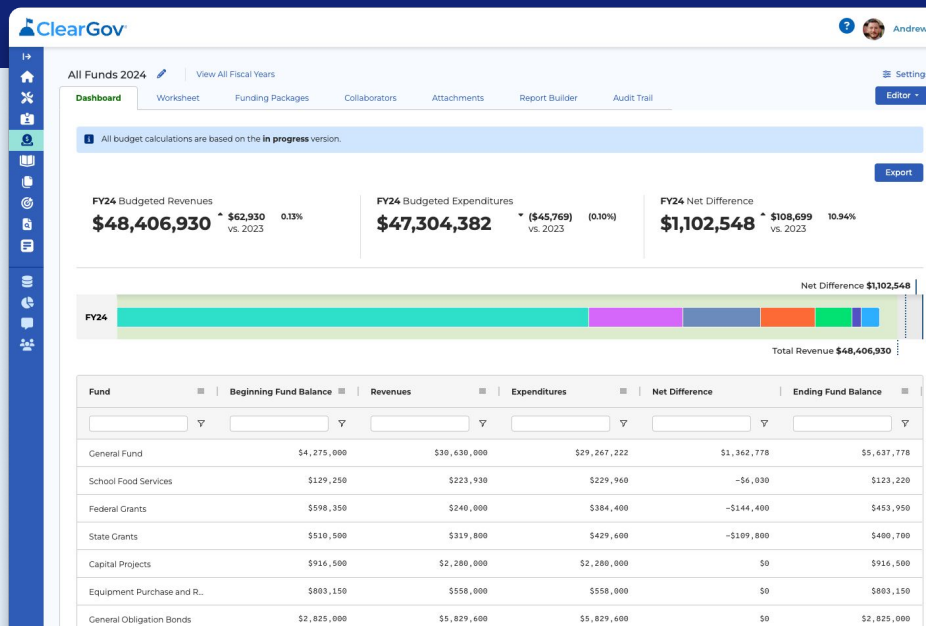 ClearGov
? Andrew
All Funds 2024 View All Fiscal Years Settings
Dashboard Worksheet Funding Packages Collaborators Attachments Report Builder Audit Trail Editor
All budget calculations are based on the in progress version.
Export
FY24 Budgeted Revenues FY24 Budgeted Expenditures FY24 Net Difference
$48,406,930 $62,930 0.13% $47,304,382 ($45,769) (0.10%) $1,102,548 $108,699 10.94%
vs. 2023 vs. 2023 vs. 2023
Net Difference $1,102,548
FY24
Total Revenue $48,406,930
Fund Beginning Fund Balance Revenues Expenditures Net Difference Ending Fund Balance
General Fund $4,275,000 $30,630,000 $29,267,222 $1,362,778 $5,637,778
School Food Services $129,250 $223,930 $229,960 -$6,030 $123,220
Federal Grants $598,350 $240,000 $384,400 -$144,400 $453,950
State Grants $510,500 $319,800 $429,600 -$109,800 $400,700
Capital Projects $916,500 $2,280,000 $2,280,000 $0 $916,500
Equipment Purchase and R... $803,150 $558,000 $558,000 $0 $803,150
General Obligation Bonds $2,825,000 $5,829,600 $5,829,600 $0 $2,825,000